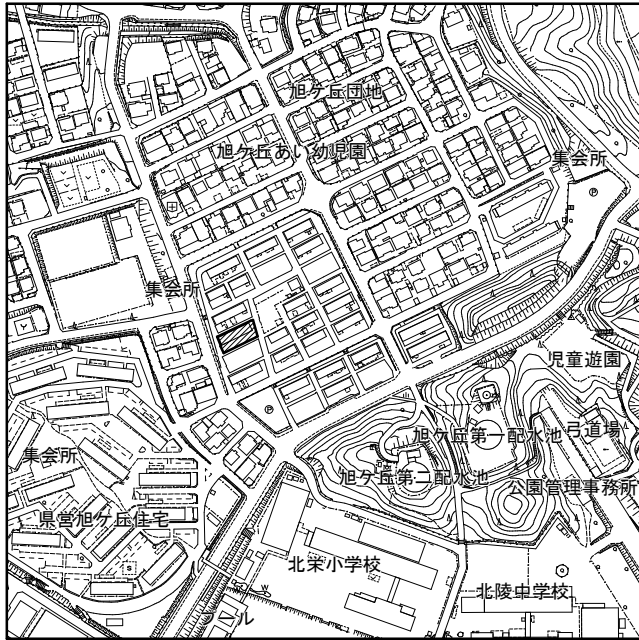 旭ケ丘団地
旭ケ丘あい幼児園
集会所
集会所
児童遊園
旭ケ丘第一配水池
弓道場
集会所
旭ケ丘第二配水池
公園管理事務所
県営旭ケ丘住宅
北栄小学校
北陵中学校
プール